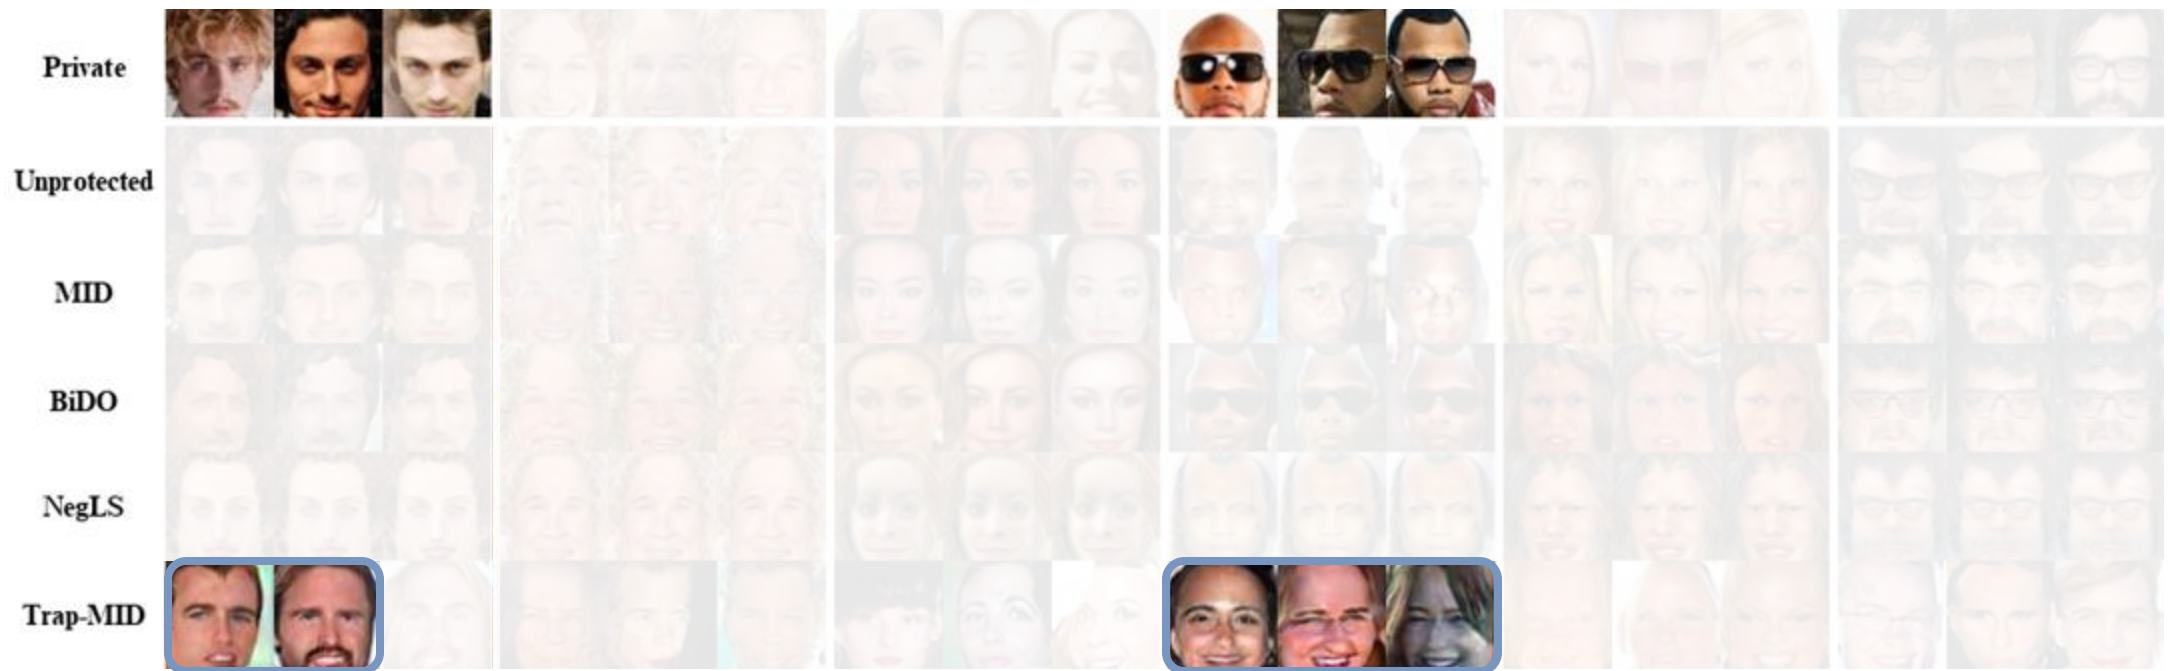 Private
Unprotected
MID
BiDO
NegLS
Trap-MID